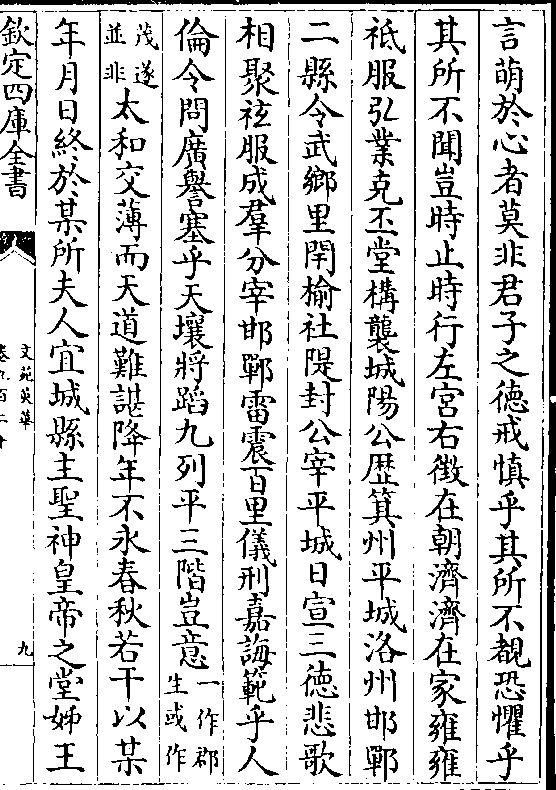 言萌於心者莫非君子之德戒慎乎其所不覩恐懼乎
其所不聞豈時止時行左宮右徵在朝濟濟在家雍雍
祗服弘業克丕堂構襲城陽公歴箕州平城洛州邯鄲
二縣令武鄉里閈榆社隄封公宰平城日宣三德悲歌
相聚袨服成羣分宰邯鄲雷震百里儀刑嘉誨範乎人
倫令問廣譽塞乎天壤將蹈九列平三階豈意一作郡生或作
茂遂並非太和交薄而天道難諶降年不永春秋若干以某
年月日終於某所夫人宜城縣主聖神皇帝之堂姊王
欽定四庫全書
文苑英華
卷九百二十
九